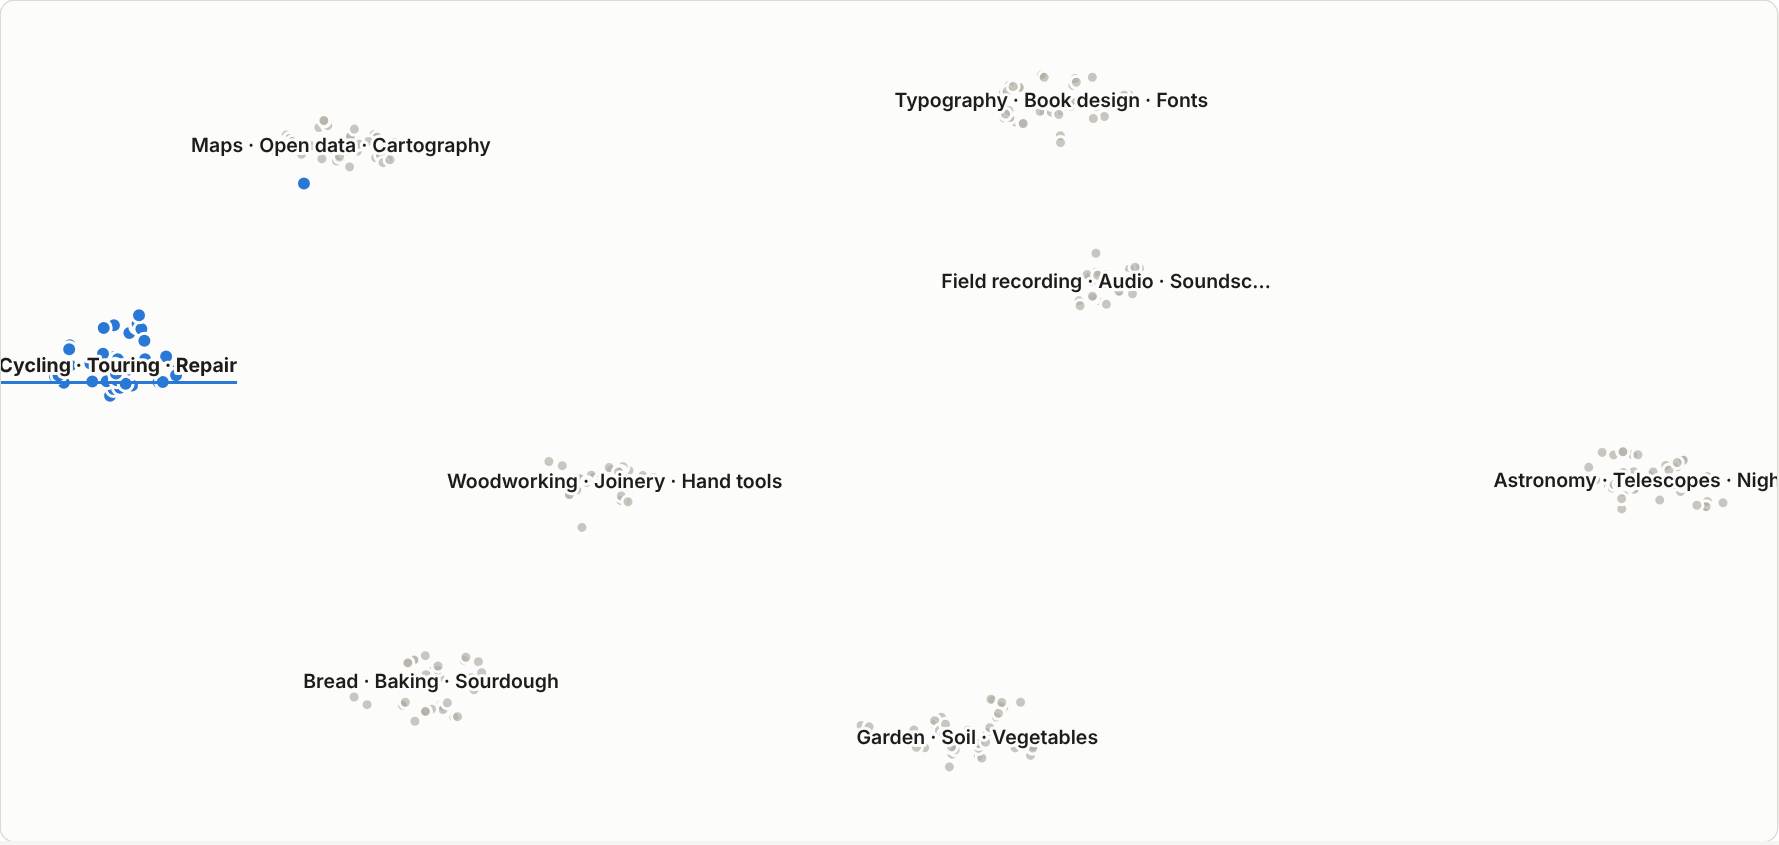 Typography · Book design · Fonts
Maps · Open data · Cartography
Field recording · Audio · Soundsc…
Cycling · Touring · Repair
Woodworking · Joinery · Hand tools
Astronomy · Telescopes · Nigh
Bread · Baking · Sourdough
Garden · Soil · Vegetables